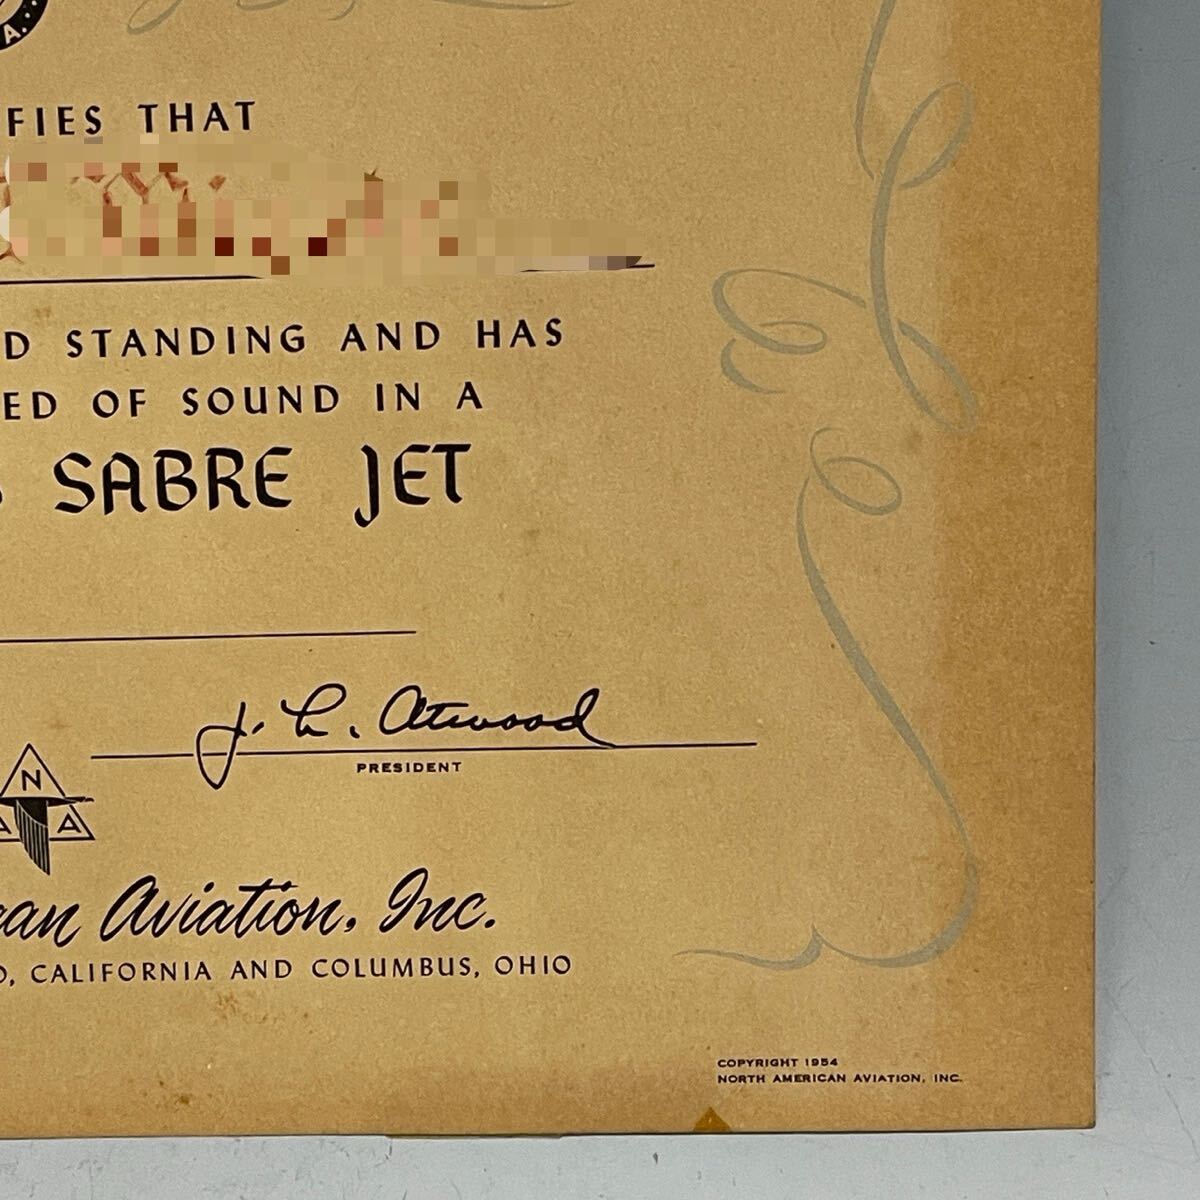 A.
FIES THAT
D STANDING AND HAS
ED OF SOUND IN A
SABRE JET
J. L. Atwood
PRESIDENT
N
A A
can Aviation, Inc.
O, CALIFORNIA AND COLUMBUS, OHIO
COPYRIGHT 1954
NORTH AMERICAN AVIATION, INC.